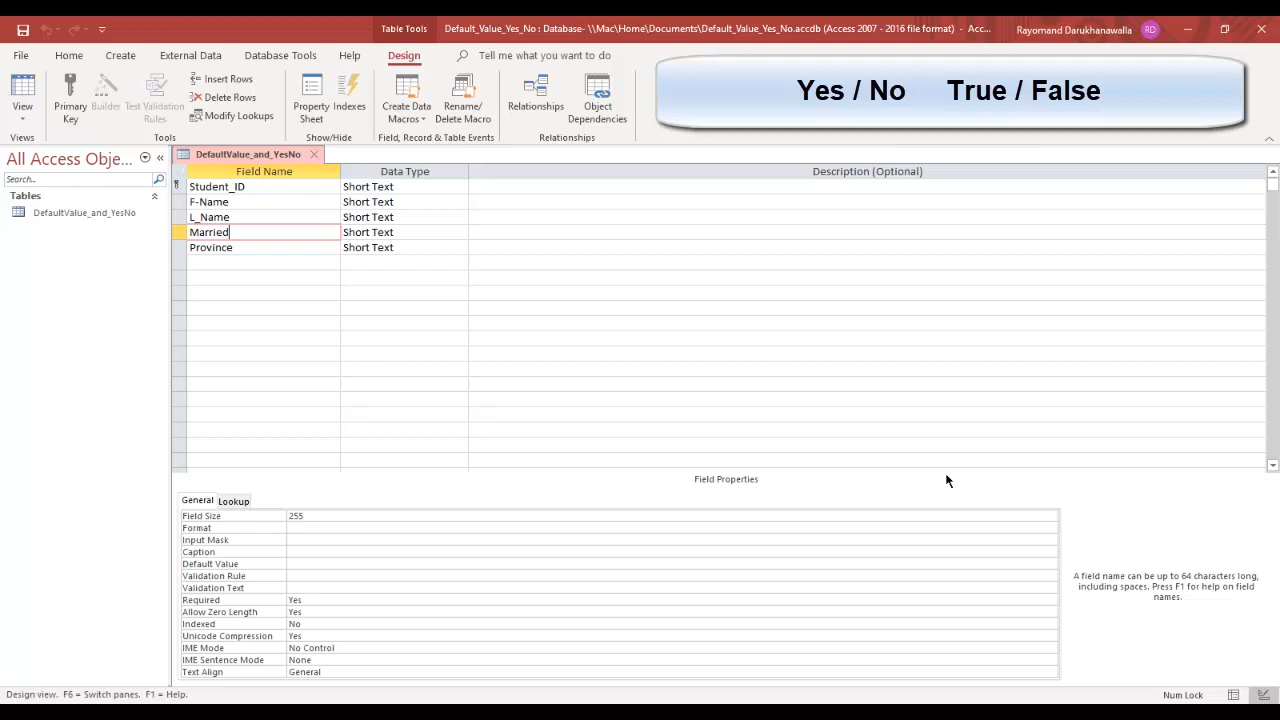 Table Tools
Default_Value_Yes_No : Database- \\Mac\Home\Documents\Default_Value_Yes_No.accdb (Access 2007 - 2016 file format) - Acc...
Rayomand Darukhanawalla
RD
File Home Create External Data Database Tools Help Design Tell me what you want to do
View
Views
Primary Key
Builder
Test Validation Rules
Insert Rows
Delete Rows
Modify Lookups
Tools
Property Sheet
Indexes
Show/Hide
Create Data Macros
Rename/ Delete Macro
Field, Record & Table Events
Relationships
Object Dependencies
Relationships
Yes / No True / False
All Access Obje...
Search...
Tables
DefaultValue_and_YesNo
DefaultValue_and_YesNo
Field Name Data Type Description (Optional)
Student_ID Short Text
F-Name Short Text
L_Name Short Text
Married Short Text
Province Short Text
Field Properties
General Lookup
Field Size 255
Format
Input Mask
Caption
Default Value
Validation Rule
Validation Text
Required Yes
Allow Zero Length Yes
Indexed No
Unicode Compression Yes
IME Mode No Control
IME Sentence Mode None
Text Align General
A field name can be up to 64 characters long,
including spaces. Press F1 for help on field
names.
Design view. F6 = Switch panes. F1 = Help.
Num Lock